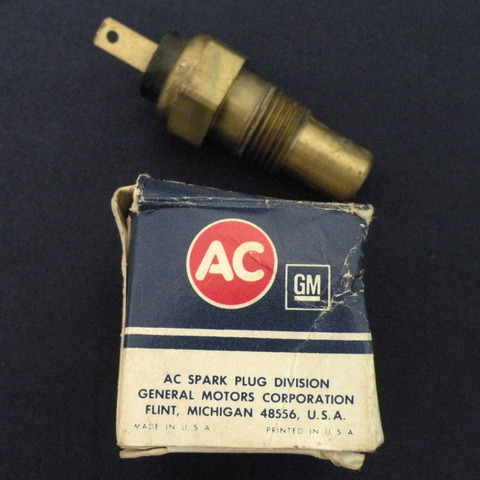 AC
GM
AC SPARK PLUG DIVISION
GENERAL MOTORS CORPORATION
FLINT, MICHIGAN 48556, U.S.A.
MADE IN U.S.A. PRINTED IN U.S.A.